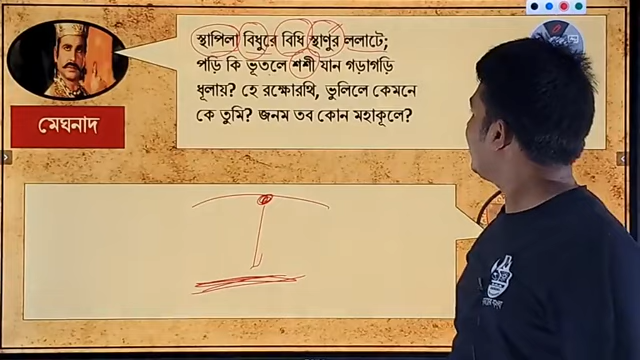 স্থাপিলা বিধুরে বিধি স্থাণুর ললাটে;
পড়ি কি ভূতলে শশী যান গড়াগড়ি
ধূলায়? হে রক্ষোরথি, ভুলিলে কেমনে
কে তুমি? জনম তব কোন মহাকূলে?
মেঘনাদ